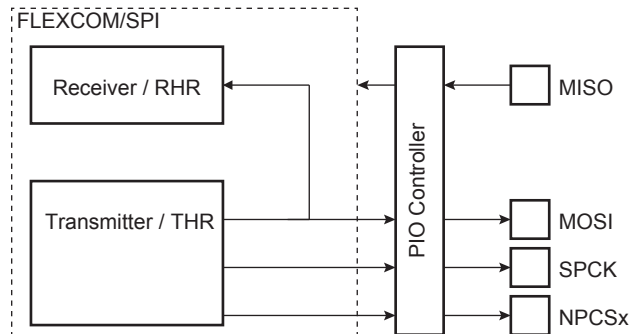 FLEXCOM/SPI
Receiver / RHR
MISO
PIO Controller
Transmitter / THR
MOSI
SPCK
NPCSx